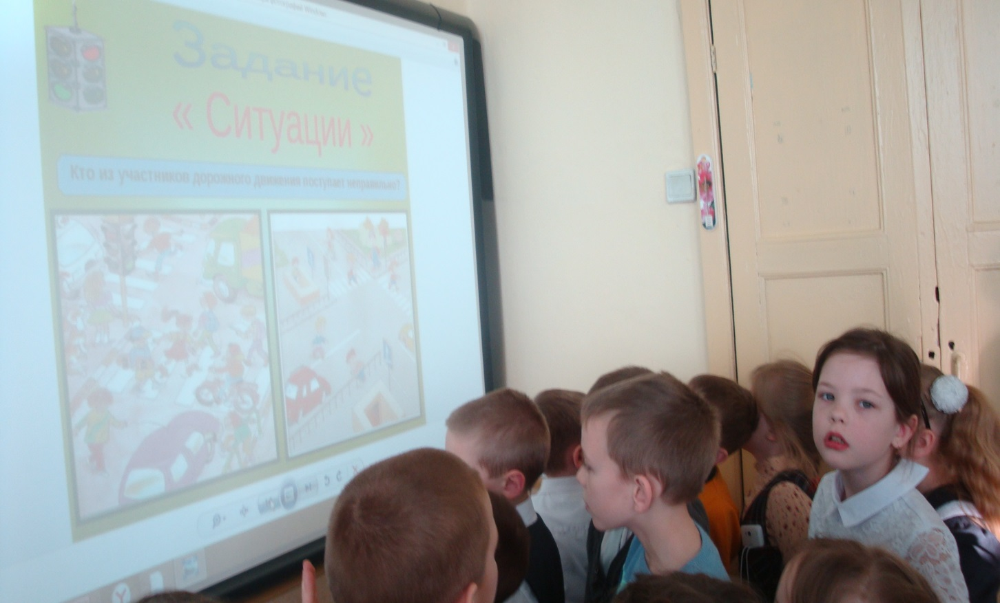 Задание
« Ситуации »
Кто из участников дорожного движения поступает неправильно?